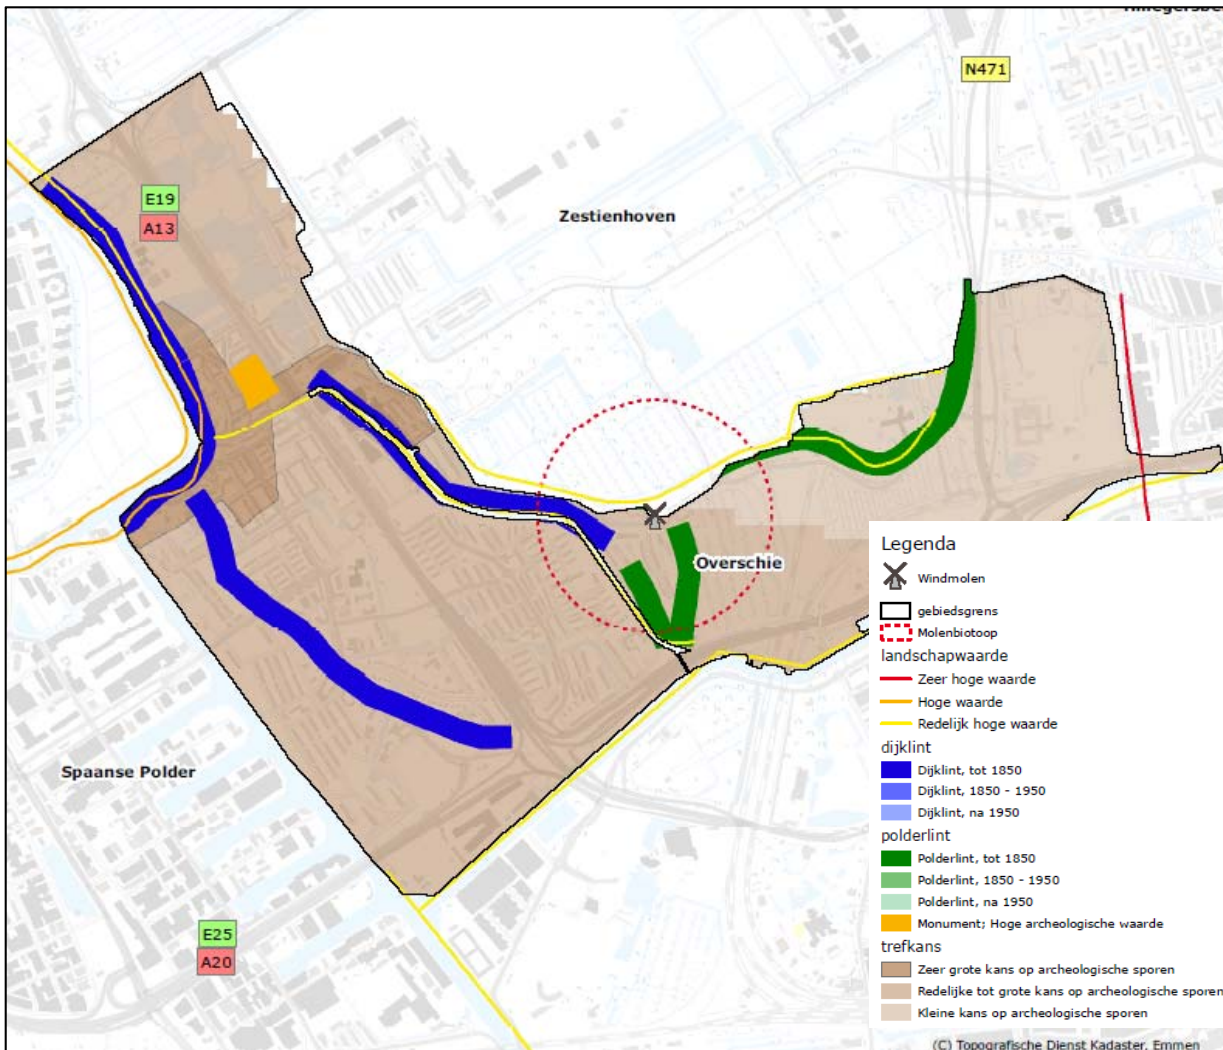 N471
E19
A13
Zestienhoven
Overschie
Spaanse Polder
E25
A20
Legenda
Windmolen
gebiedsgrens
Molenbiotoop
landschapwaarde
Zeer hoge waarde
Hoge waarde
Redelijk hoge waarde
dijklint
Dijklint, tot 1850
Dijklint, 1850 - 1950
Dijklint, na 1950
polderlint
Polderlint, tot 1850
Polderlint, 1850 - 1950
Polderlint, na 1950
Monument; Hoge archeologische waarde
trefkans
Zeer grote kans op archeologische sporen
Redelijke tot grote kans op archeologische sporen
Kleine kans op archeologische sporen
(C) Topografische Dienst Kadaster, Emmen